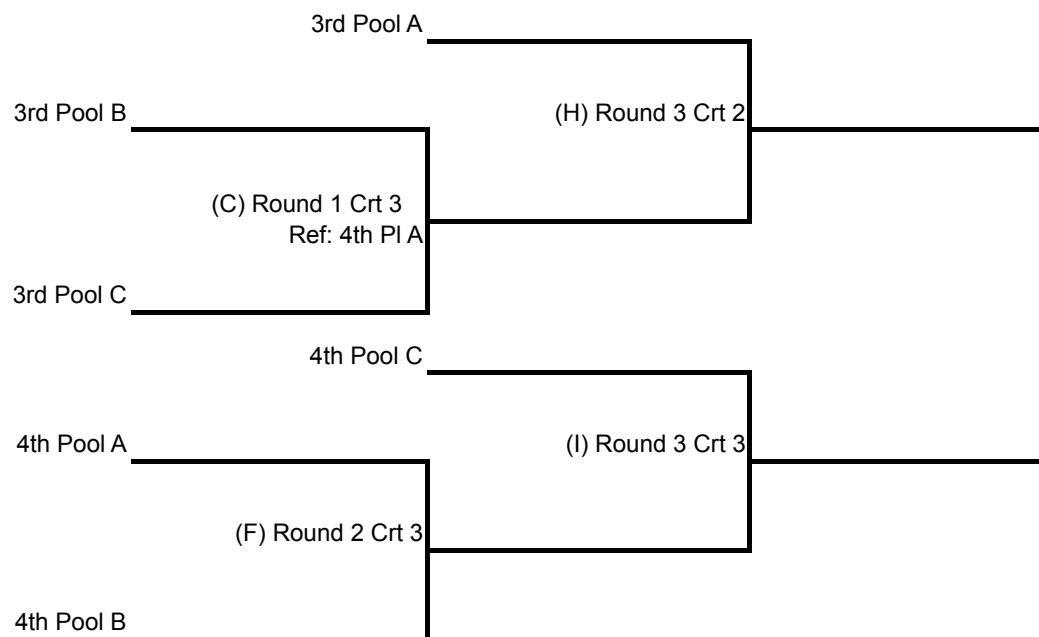 3rd Pool A
3rd Pool B
(H) Round 3 Crt 2
(C) Round 1 Crt 3
Ref: 4th Pl A
3rd Pool C
4th Pool C
4th Pool A
(I) Round 3 Crt 3
(F) Round 2 Crt 3
4th Pool B